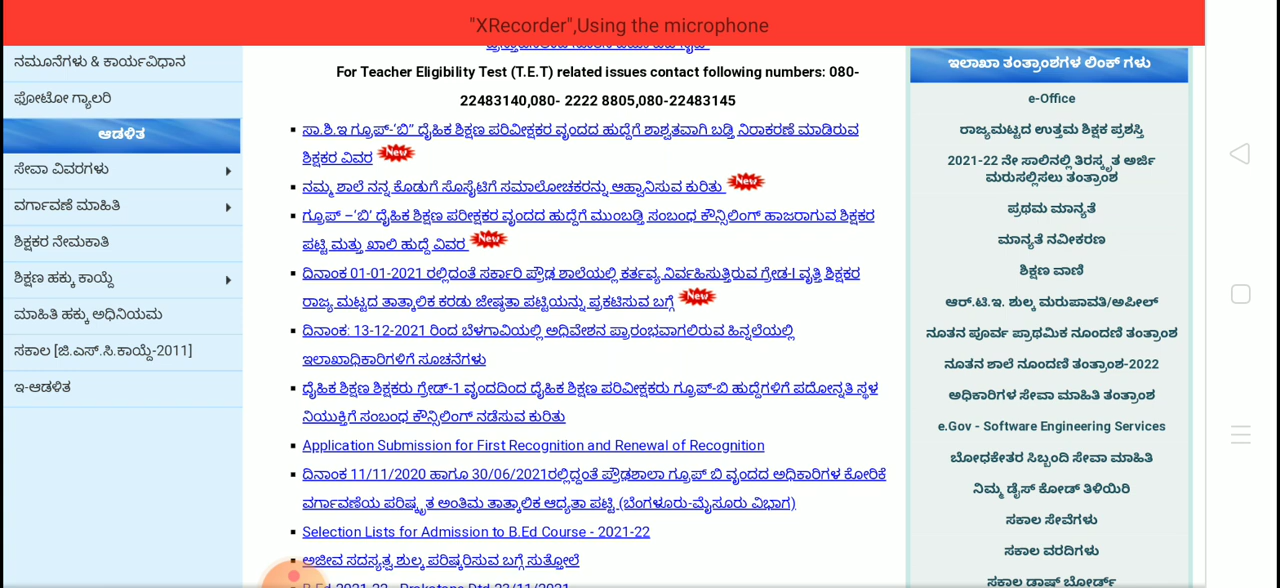 "XRecorder",Using the microphone
ನಮೂನೆಗಳು & ಕಾರ್ಯವಿಧಾನ
ಫೋಟೋ ಗ್ಯಾಲರಿ
ಆಡಳಿತ
ಸೇವಾ ವಿವರಗಳು
ವರ್ಗಾವಣೆ ಮಾಹಿತಿ
ಶಿಕ್ಷಕರ ನೇಮಕಾತಿ
ಶಿಕ್ಷಣ ಹಕ್ಕು ಕಾಯ್ದೆ
ಮಾಹಿತಿ ಹಕ್ಕು ಅಧಿನಿಯಮ
ಸಕಾಲ [ಜಿ.ಎಸ್.ಸಿ.ಕಾಯ್ದೆ-2011]
ಇ-ಆಡಳಿತ
For Teacher Eligibility Test (T.E.T) related issues contact following numbers: 080-
22483140,080- 2222 8805,080-22483145
ಸಾ.ಶಿ.ಇ ಗ್ರೂಪ್-'ಬಿ" ದೈಹಿಕ ಶಿಕ್ಷಣ ಪರಿವೀಕ್ಷಕರ ವೃಂದದ ಹುದ್ದೆಗೆ ಶಾಶ್ವತವಾಗಿ ಬಡ್ತಿ ನಿರಾಕರಣೆ ಮಾಡಿರುವ
ಶಿಕ್ಷಕರ ವಿವರ New
ನಮ್ಮ ಶಾಲೆ ನನ್ನ ಕೊಡುಗೆ ಸೊಸೈಟಿಗೆ ಸಮಾಲೋಚಕರನ್ನು ಆಹ್ವಾನಿಸುವ ಕುರಿತು New
ಗ್ರೂಪ್ –'ಬಿ' ದೈಹಿಕ ಶಿಕ್ಷಣ ಪರೀಕ್ಷಕರ ವೃಂದದ ಹುದ್ದೆಗೆ ಮುಂಬಡ್ತಿ ಸಂಬಂಧ ಕೌನ್ಸಿಲಿಂಗ್ ಹಾಜರಾಗುವ ಶಿಕ್ಷಕರ
ಪಟ್ಟಿ ಮತ್ತು ಖಾಲಿ ಹುದ್ದೆ ವಿವರ New
ದಿನಾಂಕ 01-01-2021 ರಲ್ಲಿದ್ದಂತೆ ಸರ್ಕಾರಿ ಪ್ರೌಢ ಶಾಲೆಯಲ್ಲಿ ಕರ್ತವ್ಯ ನಿರ್ವಹಿಸುತ್ತಿರುವ ಗ್ರೇಡ್-I ವೃತ್ತಿ ಶಿಕ್ಷಕರ
ರಾಜ್ಯ ಮಟ್ಟದ ತಾತ್ಕಾಲಿಕ ಕರಡು ಜೇಷ್ಠತಾ ಪಟ್ಟಿಯನ್ನು ಪ್ರಕಟಿಸುವ ಬಗ್ಗೆ New
ದಿನಾಂಕ: 13-12-2021 ರಿಂದ ಬೆಳಗಾವಿಯಲ್ಲಿ ಅಧಿವೇಶನ ಪ್ರಾರಂಭವಾಗಲಿರುವ ಹಿನ್ನಲೆಯಲ್ಲಿ
ಇಲಾಖಾಧಿಕಾರಿಗಳಿಗೆ ಸೂಚನೆಗಳು
ದೈಹಿಕ ಶಿಕ್ಷಣ ಶಿಕ್ಷಕರು ಗ್ರೇಡ್-1 ವೃಂದದಿಂದ ದೈಹಿಕ ಶಿಕ್ಷಣ ಪರಿವೀಕ್ಷಕರು ಗ್ರೂಪ್-ಬಿ ಹುದ್ದೆಗಳಿಗೆ ಪದೋನ್ನತಿ ಸ್ಥಳ
ನಿಯುಕ್ತಿಗೆ ಸಂಬಂಧ ಕೌನ್ಸಿಲಿಂಗ್ ನಡೆಸುವ ಕುರಿತು
Application Submission for First Recognition and Renewal of Recognition
ದಿನಾಂಕ 11/11/2020 ಹಾಗೂ 30/06/2021ರಲ್ಲಿದ್ದಂತೆ ಪ್ರೌಢಶಾಲಾ ಗ್ರೂಪ್ ಬಿ ವೃಂದದ ಅಧಿಕಾರಿಗಳ ಕೋರಿಕೆ
ವರ್ಗಾವಣೆಯ ಪರಿಷ್ಕೃತ ಅಂತಿಮ ತಾತ್ಕಾಲಿಕ ಆದ್ಯತಾ ಪಟ್ಟಿ (ಬೆಂಗಳೂರು-ಮೈಸೂರು ವಿಭಾಗ)
Selection Lists for Admission to B.Ed Course - 2021-22
ಅಜೀವ ಸದಸ್ಯತ್ವ ಶುಲ್ಕ ಪರಿಷ್ಕರಿಸುವ ಬಗ್ಗೆ ಸುತ್ತೋಲೆ
ಇಲಾಖಾ ತಂತ್ರಾಂಶಗಳ ಲಿಂಕ್ ಗಳು
e-Office
ರಾಜ್ಯಮಟ್ಟದ ಉತ್ತಮ ಶಿಕ್ಷಕ ಪ್ರಶಸ್ತಿ
2021-22 ನೇ ಸಾಲಿನಲ್ಲಿ ತಿರಸ್ಕೃತ ಅರ್ಜಿ
ಮರುಸಲ್ಲಿಸಲು ತಂತ್ರಾಂಶ
ಪ್ರಥಮ ಮಾನ್ಯತೆ
ಮಾನ್ಯತೆ ನವೀಕರಣ
ಶಿಕ್ಷಣ ವಾಣಿ
ಆರ್.ಟಿ.ಇ. ಶುಲ್ಕ ಮರುಪಾವತಿ/ಅಪೀಲ್
ನೂತನ ಪೂರ್ವ ಪ್ರಾಥಮಿಕ ನೊಂದಣಿ ತಂತ್ರಾಂಶ
ನೂತನ ಶಾಲೆ ನೊಂದಣಿ ತಂತ್ರಾಂಶ-2022
ಅಧಿಕಾರಿಗಳ ಸೇವಾ ಮಾಹಿತಿ ತಂತ್ರಾಂಶ
e.Gov - Software Engineering Services
ಬೋಧಕೇತರ ಸಿಬ್ಬಂದಿ ಸೇವಾ ಮಾಹಿತಿ
ನಿಮ್ಮ ಡೈಸ್ ಕೋಡ್ ತಿಳಿಯಿರಿ
ಸಕಾಲ ಸೇವೆಗಳು
ಸಕಾಲ ವರದಿಗಳು
ಸಕಾಲ ಡಾಷ್ ಬೋರ್ಡ್